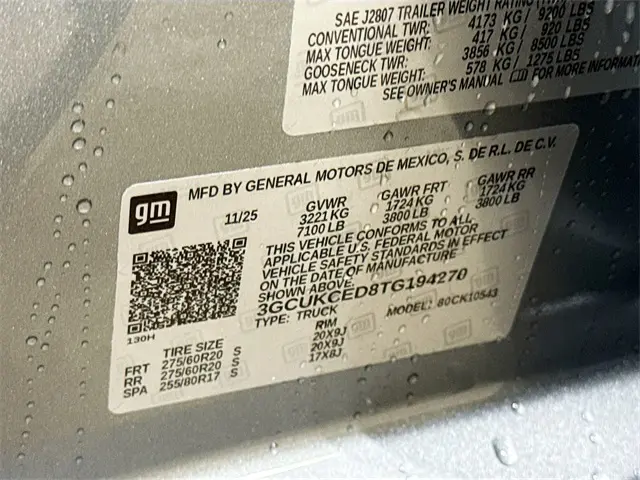 SAE J2807 TRAILER WEIGHT RATING
CONVENTIONAL TWR: 4173 KG / 9200 LBS
MAX TONGUE WEIGHT: 417 KG / 920 LBS
GOOSENECK TWR: 3856 KG / 8500 LBS
MAX TONGUE WEIGHT: 578 KG / 1275 LBS
SEE OWNER'S MANUAL gm FOR MORE INFORMAT
gm MFD BY GENERAL MOTORS DE MEXICO, S. DE R.L. DE C.V.
11/25 GVWR GAWR FRT GAWR RR
3221 KG 1724 KG 1724 KG
7100 LB 3800 LB 3800 LB
THIS VEHICLE CONFORMS TO ALL
APPLICABLE U.S. FEDERAL MOTOR
VEHICLE SAFETY STANDARDS IN EFFECT
ON THE DATE OF MANUFACTURE
SHOWN ABOVE.
3GCUKCED8TG194270
TYPE: TRUCK MODEL: 80CK10543
130H
TIRE SIZE RIM
FRT 275/60R20 S 20X9J
RR 275/60R20 S 20X9J
SPA 255/80R17 S 17X8J